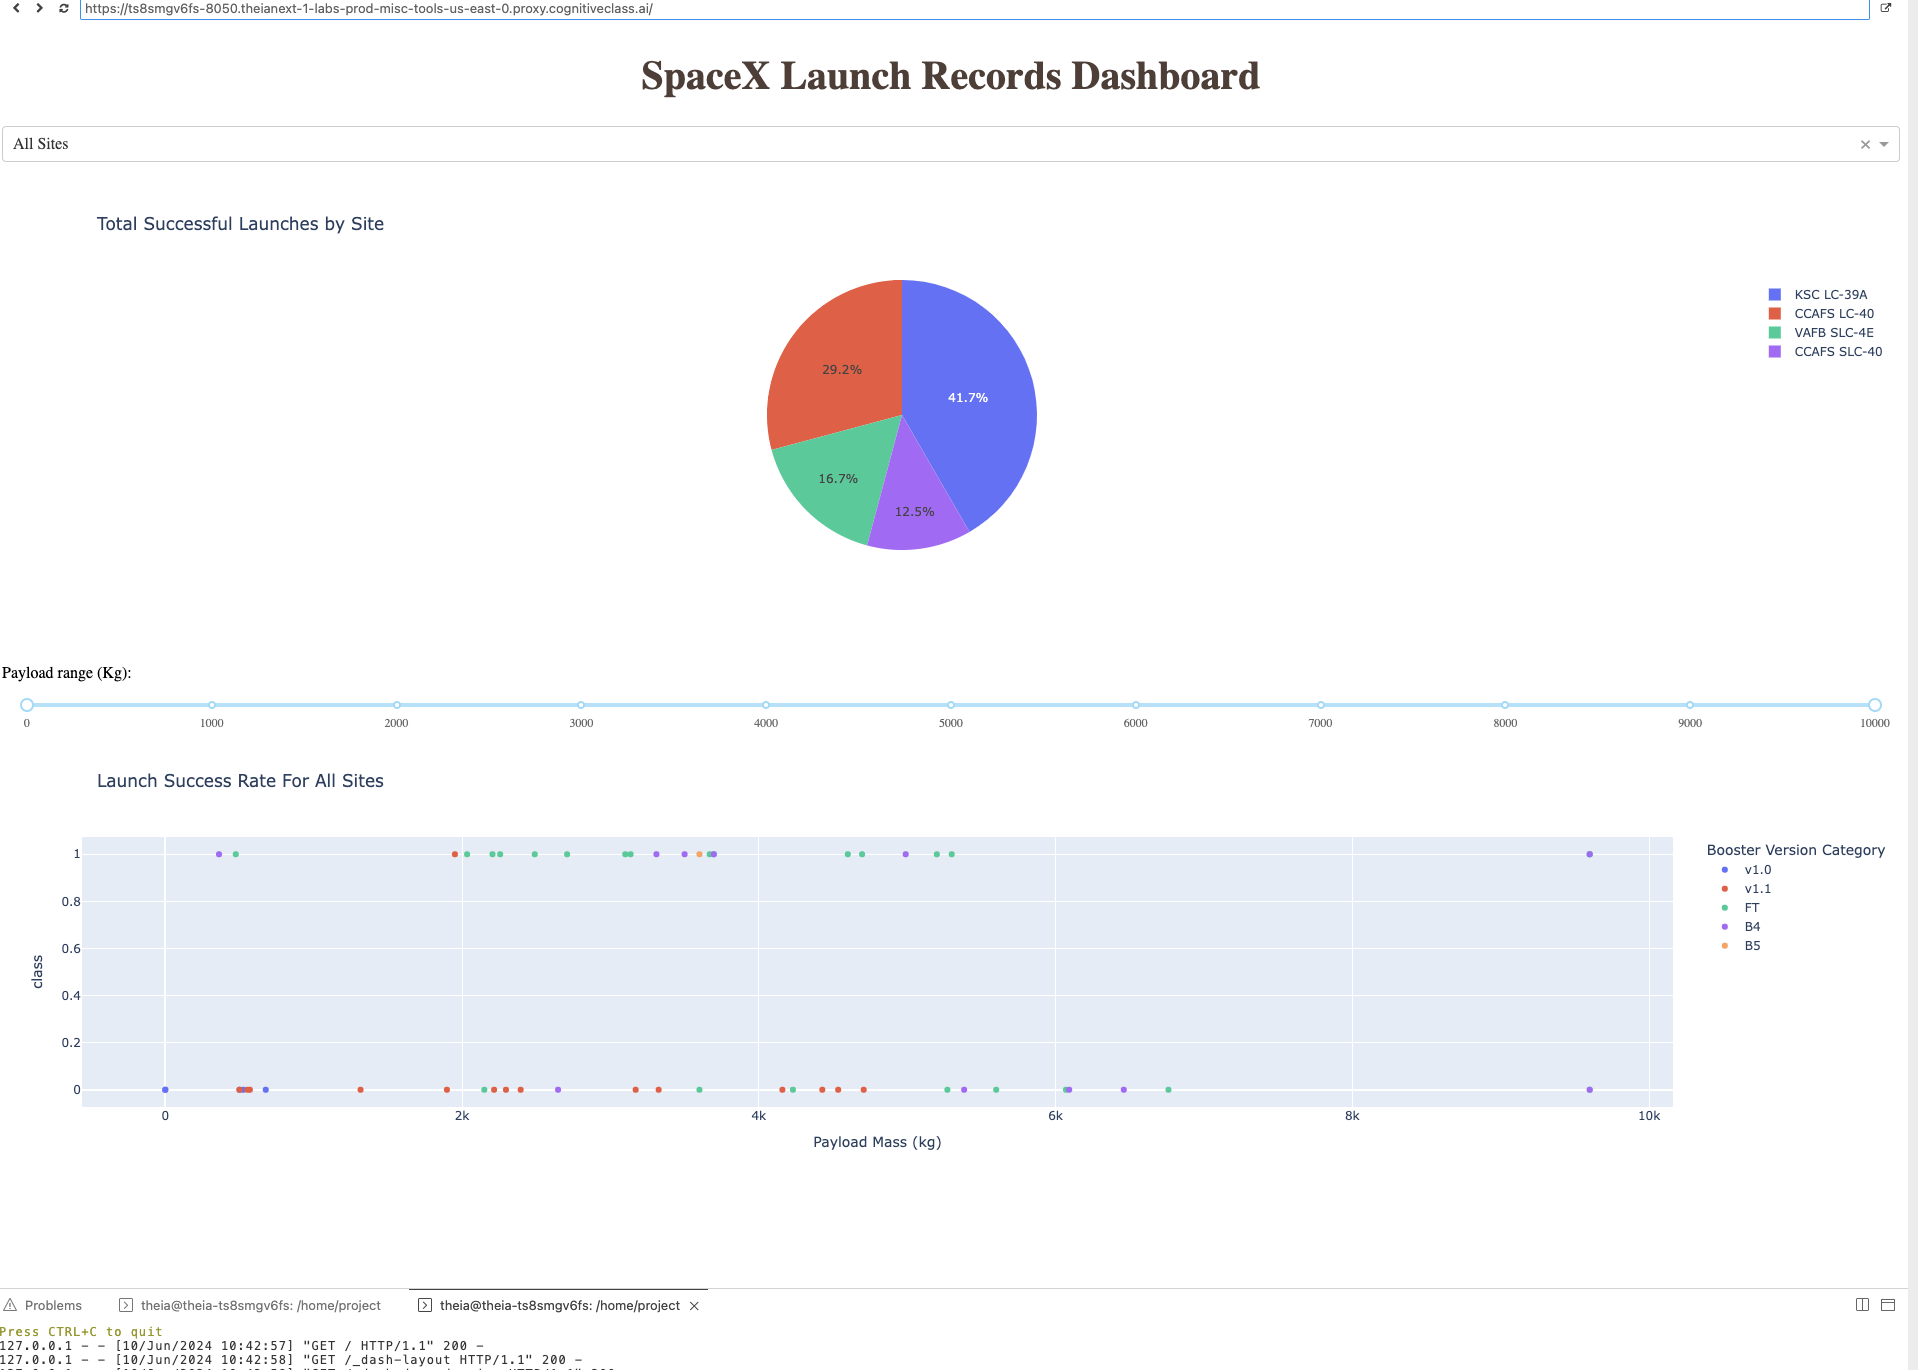 https://ts8smgv6fs-8050.theianext-1-labs-prod-misc-tools-us-east-0.proxy.cognitiveclass.ai/
SpaceX Launch Records Dashboard
All Sites
Total Successful Launches by Site
KSC LC-39A
CCAFS LC-40
VAFB SLC-4E
CCAFS SLC-40
29.2%
41.7%
16.7%
12.5%
Payload range (Kg):
0 1000 2000 3000 4000 5000 6000 7000 8000 9000 10000
Launch Success Rate For All Sites
1
0.8
0.6
0.4
0.2
0
class
0 2k 4k 6k 8k 10k
Payload Mass (kg)
Booster Version Category
v1.0
v1.1
FT
B4
B5
Problems theia@theia-ts8smgv6fs: /home/project theia@theia-ts8smgv6fs: /home/project
Press CTRL+C to quit
127.0.0.1 - - [10/Jun/2024 10:42:57] "GET / HTTP/1.1" 200 -
127.0.0.1 - - [10/Jun/2024 10:42:58] "GET /_dash-layout HTTP/1.1" 200 -